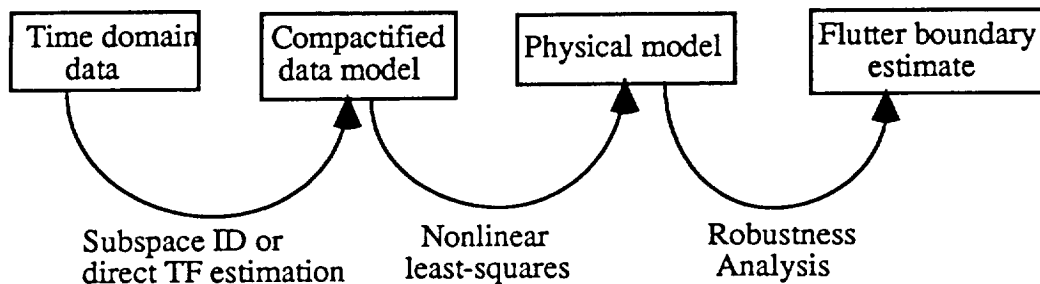 Time domain
data
Compactified
data model
Physical model
Flutter boundary
estimate
Subspace ID or
direct TF estimation
Nonlinear
least-squares
Robustness
Analysis